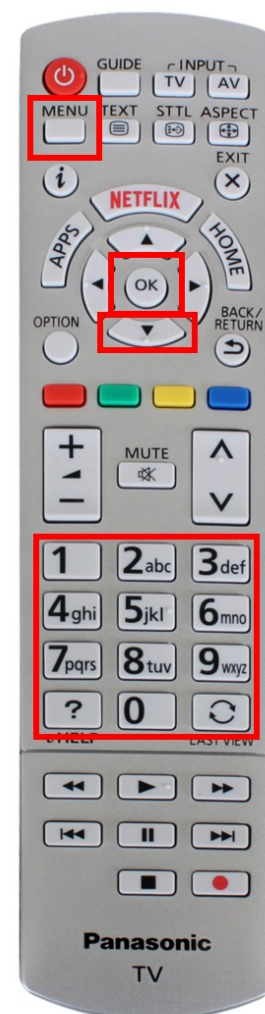 GUIDE INPUT
TV AV
MENU TEXT STTL ASPECT
EXIT
i
NETFLIX
APPS HOME
OK
OPTION BACK/
RETURN
+
MUTE
−
1 2abc 3def
4ghi 5jkl 6mno
7pqrs 8tuv 9wxyz
? 0
eHELP LAST VIEW
Panasonic
TV